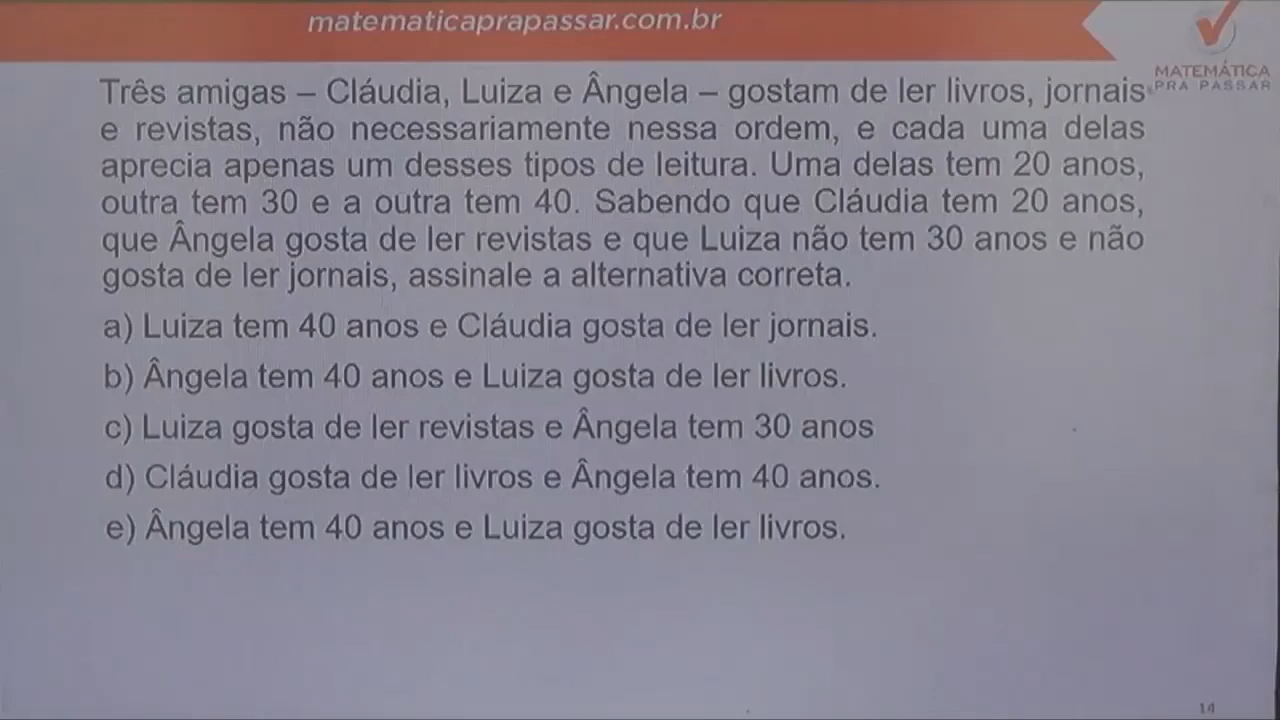 matematicaprapassar.com.br
MATEMÁTICA
PRA PASSAR
Três amigas – Cláudia, Luiza e Ângela – gostam de ler livros, jornais
e revistas, não necessariamente nessa ordem, e cada uma delas
aprecia apenas um desses tipos de leitura. Uma delas tem 20 anos,
outra tem 30 e a outra tem 40. Sabendo que Cláudia tem 20 anos,
que Ângela gosta de ler revistas e que Luiza não tem 30 anos e não
gosta de ler jornais, assinale a alternativa correta.
a) Luiza tem 40 anos e Cláudia gosta de ler jornais.
b) Ângela tem 40 anos e Luiza gosta de ler livros.
c) Luiza gosta de ler revistas e Ângela tem 30 anos
d) Cláudia gosta de ler livros e Ângela tem 40 anos.
e) Ângela tem 40 anos e Luiza gosta de ler livros.
14